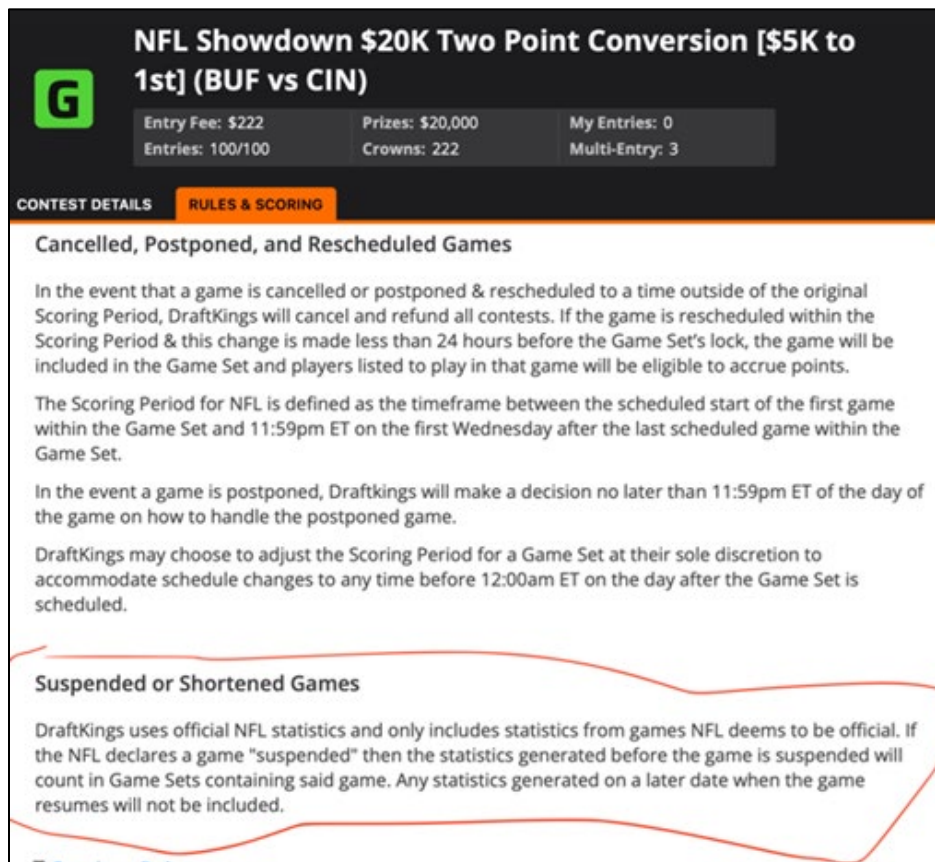 NFL Showdown $20K Two Point Conversion [$5K to
1st] (BUF vs CIN)
G
Entry Fee: $222
Prizes: $20,000
My Entries: 0
Entries: 100/100
Crowns: 222
Multi-Entry: 3
CONTEST DETAILS
RULES & SCORING
Cancelled, Postponed, and Rescheduled Games
In the event that a game is cancelled or postponed & rescheduled to a time outside of the original
Scoring Period, DraftKings will cancel and refund all contests. If the game is rescheduled within the
Scoring Period & this change is made less than 24 hours before the Game Set's lock, the game will be
included in the Game Set and players listed to play in that game will be eligible to accrue points.
The Scoring Period for NFL is defined as the timeframe between the scheduled start of the first game
within the Game Set and 11:59pm ET on the first Wednesday after the last scheduled game within the
Game Set.
In the event a game is postponed, Draftkings will make a decision no later than 11:59pm ET of the day of
the game on how to handle the postponed game.
DraftKings may choose to adjust the Scoring Period for a Game Set at their sole discretion to
accommodate schedule changes to any time before 12:00am ET on the day after the Game Set is
scheduled.
Suspended or Shortened Games
DraftKings uses official NFL statistics and only includes statistics from games NFL deems to be official. If
the NFL declares a game "suspended" then the statistics generated before the game is suspended will
count in Game Sets containing said game. Any statistics generated on a later date when the game
resumes will not be included.